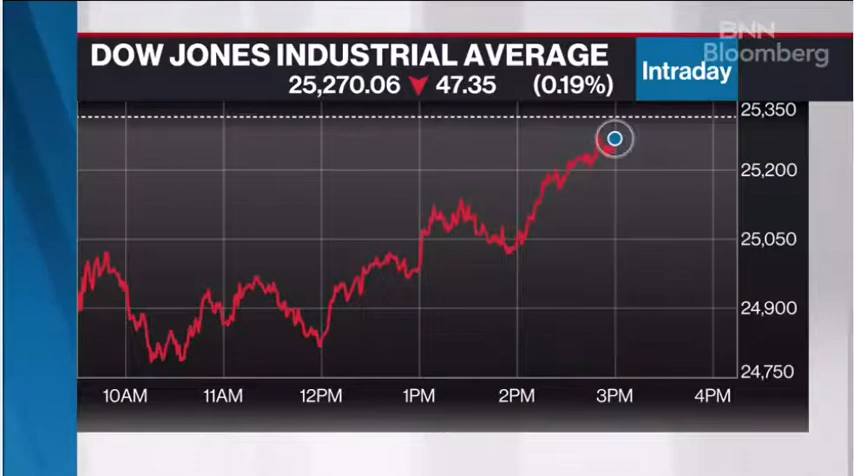 BNN
Bloomberg
DOW JONES INDUSTRIAL AVERAGE
25,270.06 ▼ 47.35 (0.19%)
Intraday
25,350
25,200
25,050
24,900
24,750
10AM 11AM 12PM 1PM 2PM 3PM 4PM